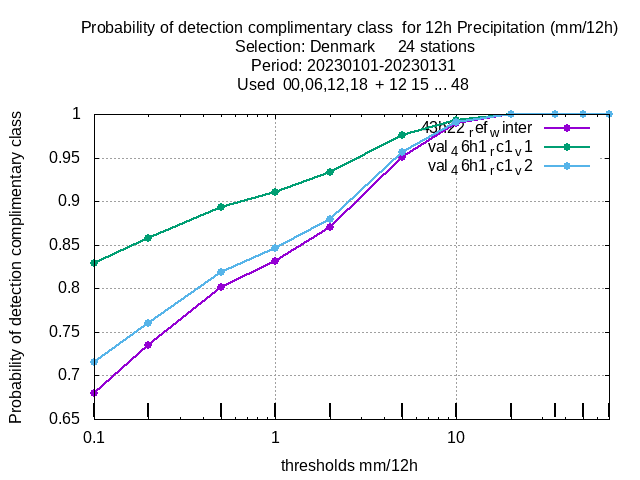 Probability of detection complimentary class for 12h Precipitation (mm/12h)
Selection: Denmark 24 stations
Period: 20230101-20230131
Used 00,06,12,18 + 12 15 ... 48
Probability of detection complimentary class
1
0.95
0.9
0.85
0.8
0.75
0.7
0.65
43h22_ref_winter
val_46h1_rc1_v1
val_46h1_rc1_v2
0.1 1 10
thresholds mm/12h